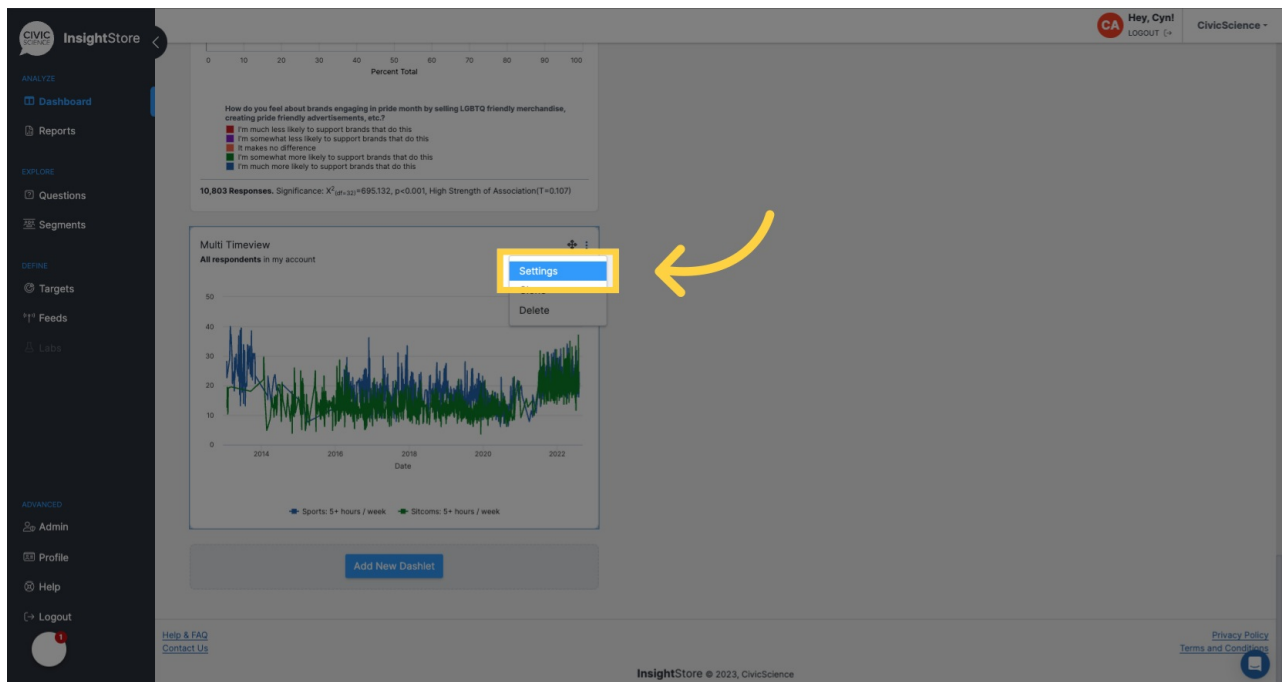 CIVIC
SCIENCE
InsightStore
Hey, Cyn!
CA
LOGOUT
CivicScience
ANALYZE
Dashboard
Reports
EXPLORE
Questions
Segments
DEFINE
Targets
Feeds
Labs
ADVANCED
Admin
Profile
Help
Logout
1
0 10 20 30 40 50 60 70 80 90 100
Percent Total
How do you feel about brands engaging in pride month by selling LGBTQ friendly merchandise,
creating pride friendly advertisements, etc.?
I'm much less likely to support brands that do this
I'm somewhat less likely to support brands that do this
It makes no difference
I'm somewhat more likely to support brands that do this
I'm much more likely to support brands that do this
10,803 Responses. Significance: X²(df=32)=695.132, p<0.001, High Strength of Association(T=0.107)
Multi Timeview
All respondents in my account
Settings
Delete
50
40
30
20
10
0
2014 2016 2018 2020 2022
Date
Sports: 5+ hours / week Sitcoms: 5+ hours / week
Add New Dashlet
Help & FAQ
Contact Us
Privacy Policy
Terms and Conditions
InsightStore © 2023, CivicScience